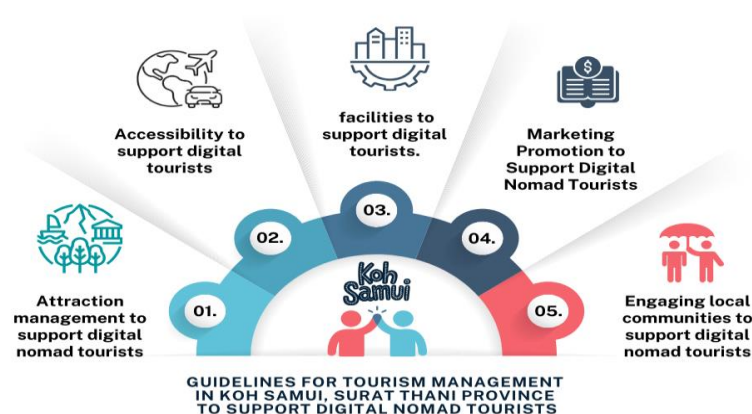 Accessibility to
support digital
tourists
facilities to
support digital
tourists.
$
Marketing
Promotion to
Support Digital
Nomad Tourists
Attraction
management to
support digital
nomad tourists
Engaging local
communities to
support digital
nomad tourists
01.
02.
03.
04.
05.
Koh
Samui
GUIDELINES FOR TOURISM MANAGEMENT
IN KOH SAMUI, SURAT THANI PROVINCE
TO SUPPORT DIGITAL NOMAD TOURISTS